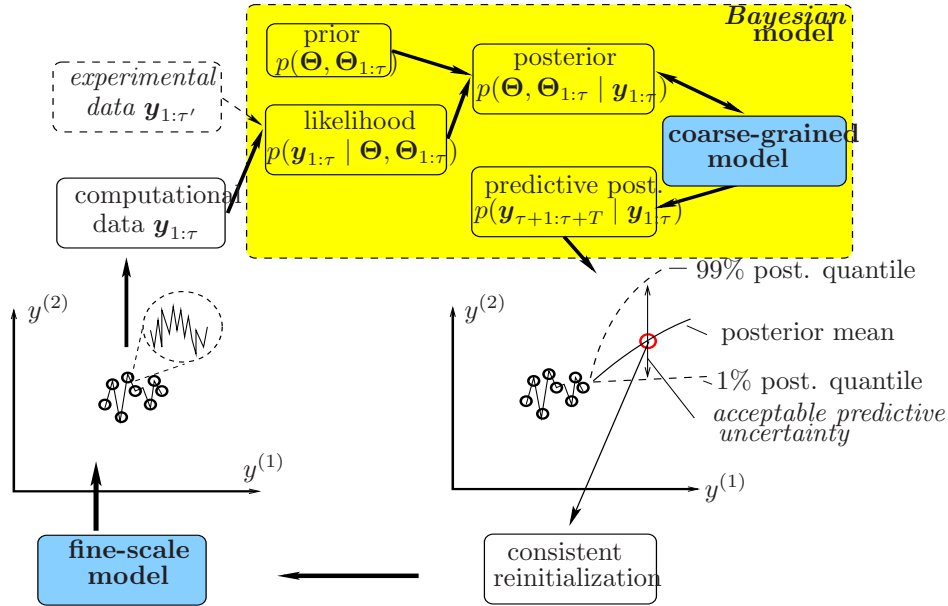 Bayesian
model
prior
p(Θ, Θ₁:τ)
posterior
p(Θ, Θ₁:τ | y₁:τ)
experimental
data y₁:τ′
likelihood
p(y₁:τ | Θ, Θ₁:τ)
coarse-grained
model
computational
data y₁:τ
predictive post.
p(yτ+1:τ+T | y₁:τ)
y⁽²⁾
y⁽¹⁾
y⁽²⁾
99% post. quantile
posterior mean
1% post. quantile
acceptable predictive
uncertainty
y⁽¹⁾
fine-scale
model
consistent
reinitialization